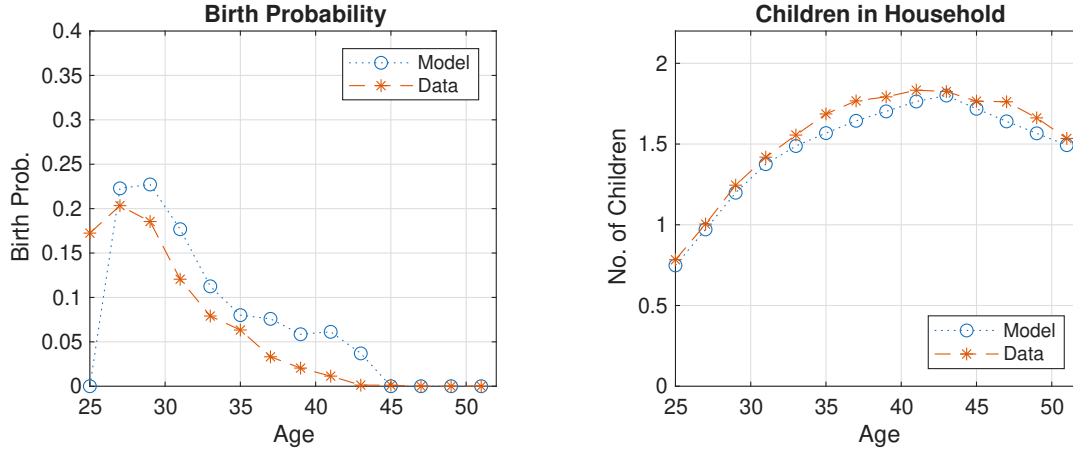 Birth Probability
0.4
0.35
0.3
0.25
0.2
0.15
0.1
0.05
0
Birth Prob.
25 30 35 40 45 50
Age
Model
Data
Children in Household
2
1.5
1
0.5
0
No. of Children
25 30 35 40 45 50
Age
Model
Data